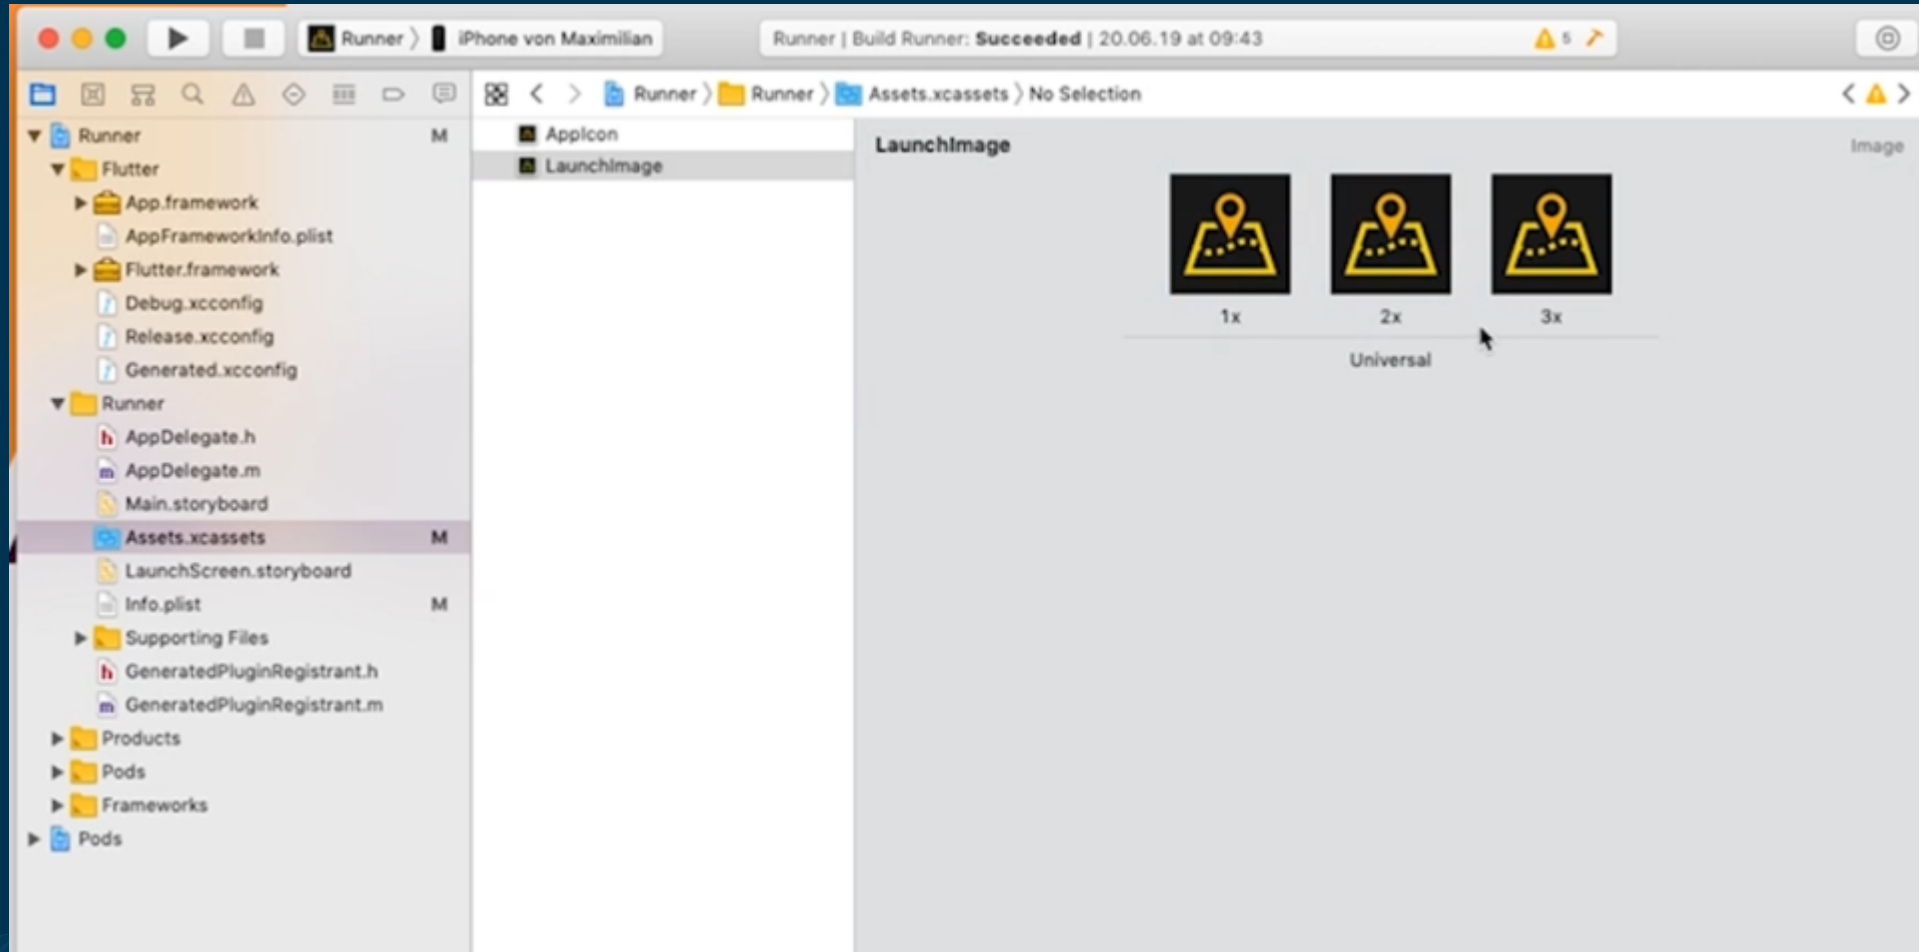 Runner 〉 iPhone von Maximilian
Runner | Build Runner: Succeeded | 20.06.19 at 09:43
5
Runner 〉 Runner 〉 Assets.xcassets 〉 No Selection
Runner M
Flutter
App.framework
AppFrameworkInfo.plist
Flutter.framework
Debug.xcconfig
Release.xcconfig
Generated.xcconfig
Runner
h AppDelegate.h
m AppDelegate.m
Main.storyboard
Assets.xcassets M
LaunchScreen.storyboard
Info.plist M
Supporting Files
h GeneratedPluginRegistrant.h
m GeneratedPluginRegistrant.m
Products
Pods
Frameworks
Pods
AppIcon
LaunchImage
LaunchImage
Image
1x 2x 3x
Universal